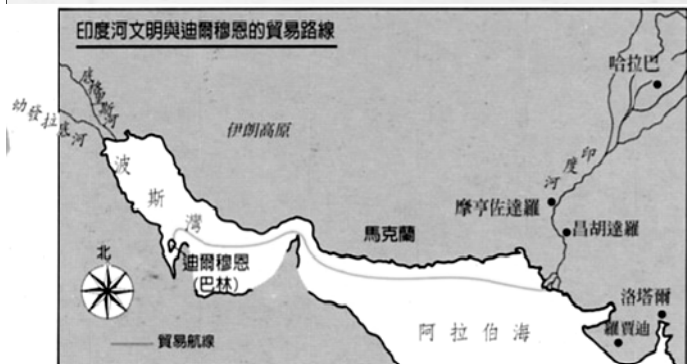 印度河文明與迪爾穆恩的貿易路線
哈拉巴
底格里斯河
幼發拉底河
伊朗高原
印度河
波斯灣
摩亨佐達羅
昌胡達羅
馬克蘭
北
迪爾穆恩
(巴林)
洛塔爾
羅賈迪
阿拉伯海
貿易航線